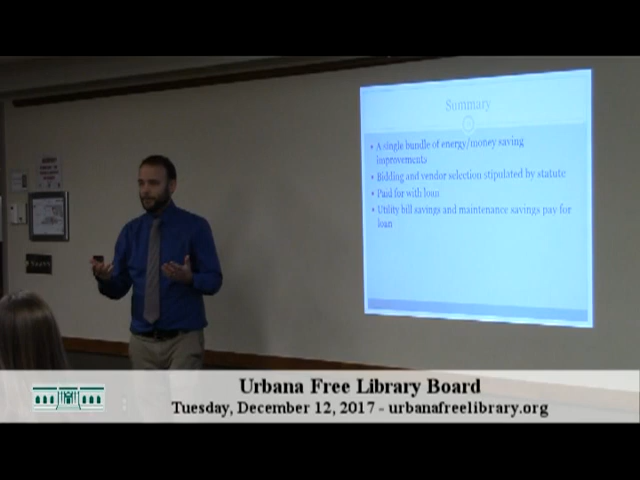 Summary
• A single bundle of energy/money saving
improvements
• Bidding and vendor selection stipulated by statute
• Paid for with loan
• Utility bill savings and maintenance savings pay for
loan
Urbana Free Library Board
Tuesday, December 12, 2017 - urbanafreelibrary.org